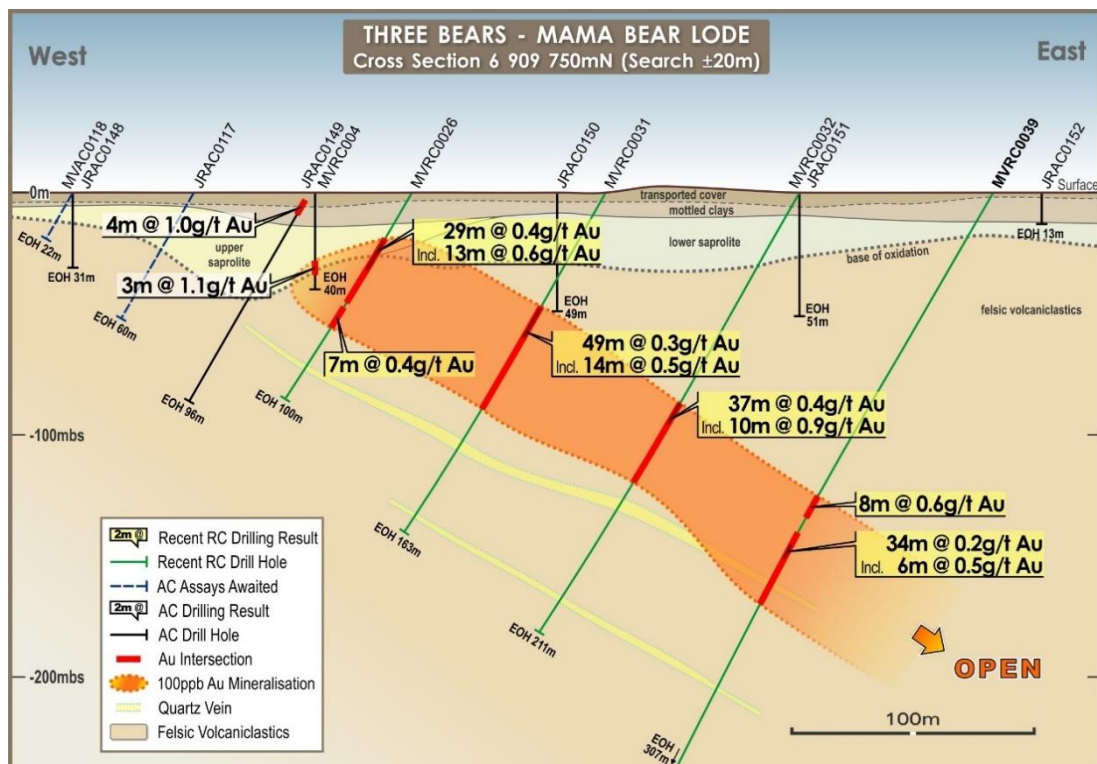 THREE BEARS - MAMA BEAR LODE
Cross Section 6 909 750mN (Search ±20m)
West
East
MVAC0118
JRAC0148
JRAC0117
JRAC0149
MVRC004
MVRC0026
JRAC0150
MVRC0031
MVRC0032
JRAC0151
MVRC0039
JRAC0152
0m
Surface
transported cover
mottled clays
4m @ 1.0g/t Au
29m @ 0.4g/t Au
Incl. 13m @ 0.6g/t Au
lower saprolite
EOH 13m
EOH 22m
EOH 31m
upper
saprolite
base of oxidation
3m @ 1.1g/t Au
EOH
40m
EOH
49m
EOH
51m
felsic volcaniclastics
EOH 60m
7m @ 0.4g/t Au
49m @ 0.3g/t Au
Incl. 14m @ 0.5g/t Au
EOH 96m
EOH 100m
37m @ 0.4g/t Au
Incl. 10m @ 0.9g/t Au
-100mbs
8m @ 0.6g/t Au
EOH 163m
34m @ 0.2g/t Au
Incl. 6m @ 0.5g/t Au
EOH 211m
OPEN
-200mbs
100m
EOH
307m
2m @ Recent RC Drilling Result
Recent RC Drill Hole
AC Assays Awaited
2m @ AC Drilling Result
AC Drill Hole
Au Intersection
100ppb Au Mineralisation
Quartz Vein
Felsic Volcaniclastics